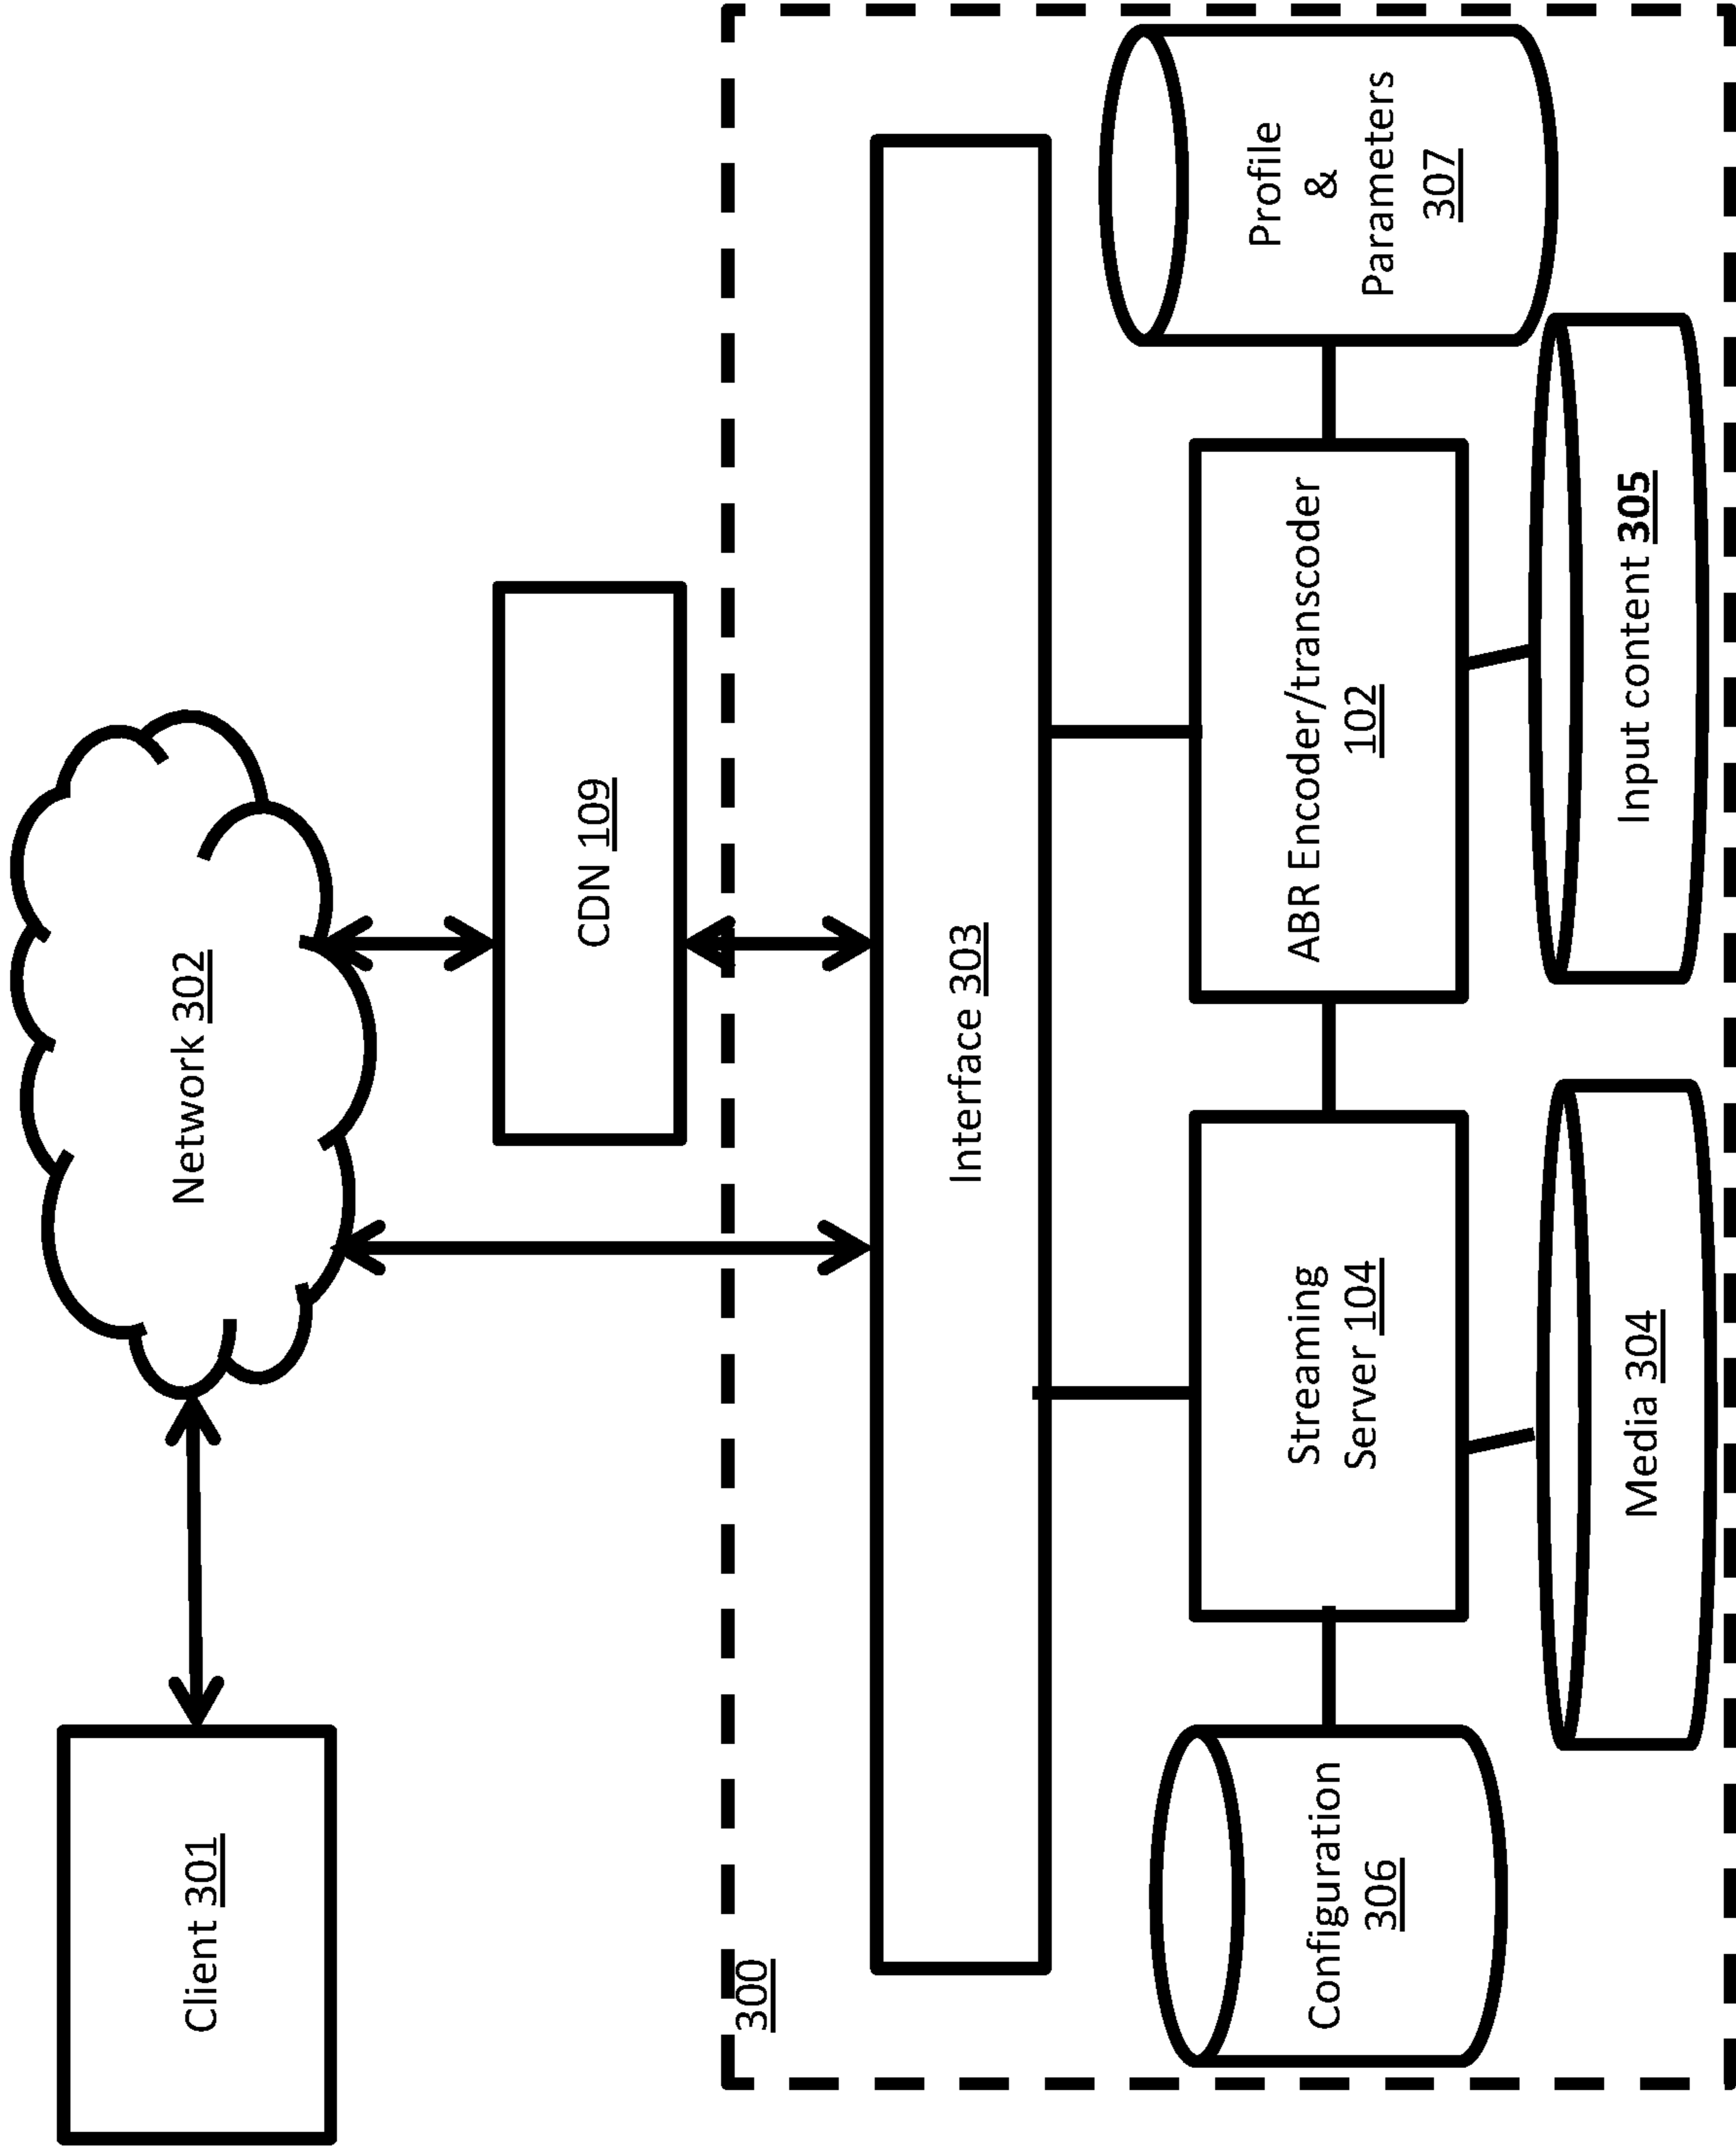 Client 301
Network 302
CDN 109
300
Interface 303
Configuration
306
Streaming
Server 104
ABR Encoder/transcoder
102
Profile
&
Parameters
307
Media 304
Input content 305